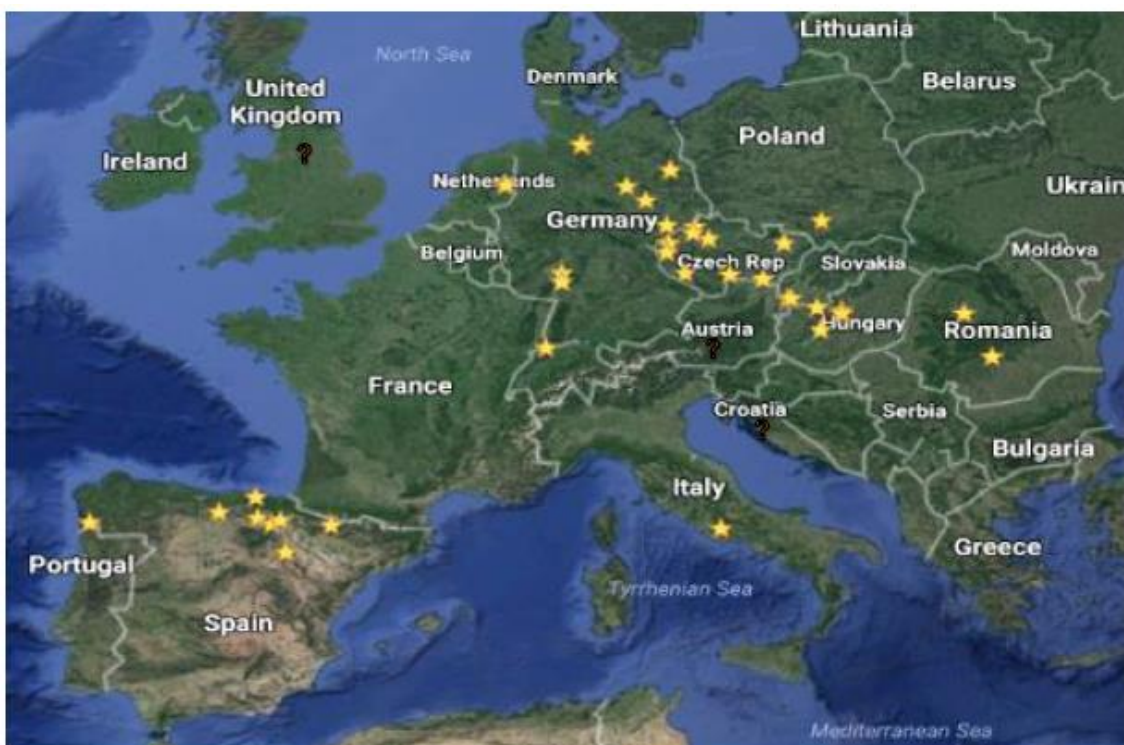 Lithuania
North Sea
Denmark
Belarus
United
Kingdom
Poland
Ireland
?
Netherlands
Ukrain
Germany
Belgium
Czech Rep
Slovakia
Moldova
Austria
Hungary
Romania
?
France
Croatia
Serbia
?
Bulgaria
Italy
Greece
Portugal
Tyrrhenian Sea
Spain
Mediterranean Sea